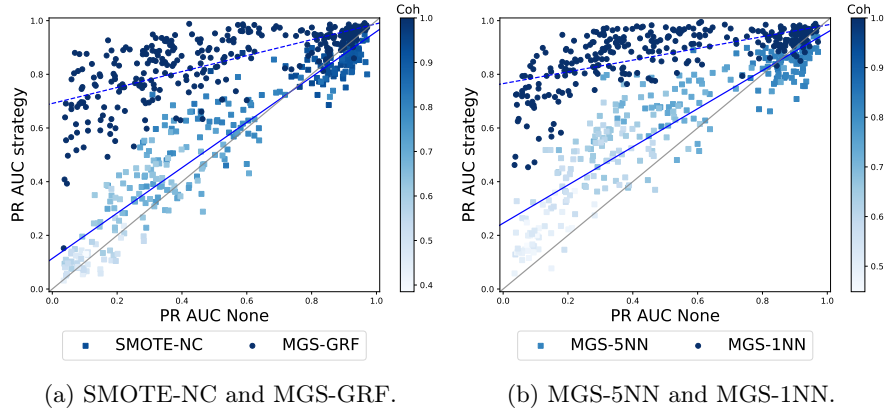 Coh
1.0
0.8
0.6
0.4
0.2
0.0
PR AUC strategy
0.0 0.2 0.4 0.6 0.8 1.0
PR AUC None
1.0
0.9
0.8
0.7
0.6
0.5
0.4
SMOTE-NC MGS-GRF
(a) SMOTE-NC and MGS-GRF.
Coh
1.0
0.8
0.6
0.4
0.2
0.0
PR AUC strategy
0.0 0.2 0.4 0.6 0.8 1.0
PR AUC None
1.0
0.9
0.8
0.7
0.6
0.5
MGS-5NN MGS-1NN
(b) MGS-5NN and MGS-1NN.